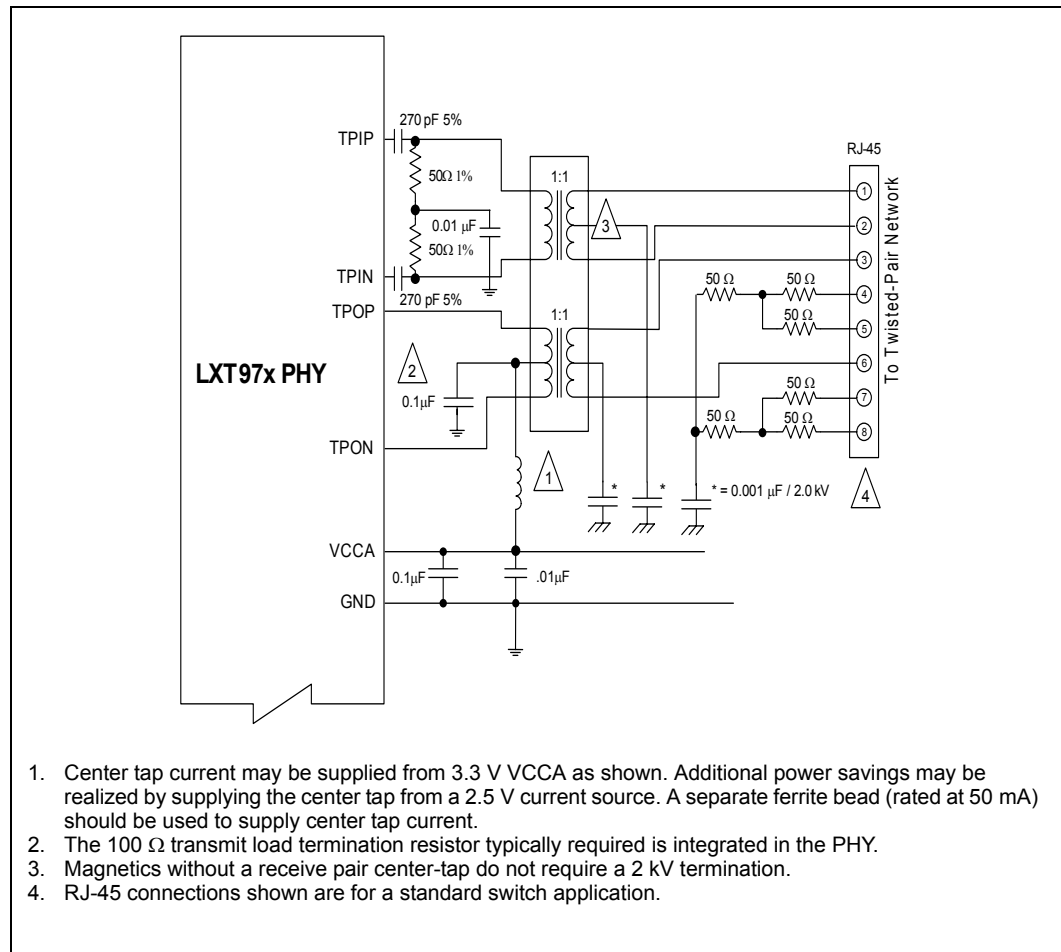 270 pF 5%
TPIP
50Ω 1%
0.01 µF
50Ω 1%
TPIN
270 pF 5%
TPOP
LXT97x PHY
2
0.1µF
TPON
1:1
3
1:1
1
RJ-45
1
2
3
4
5
6
7
8
To Twisted-Pair Network
50 Ω
50 Ω
50 Ω
50 Ω
50 Ω
50 Ω
*
*
* = 0.001 µF / 2.0 kV
4
VCCA
0.1µF
.01µF
GND
1. Center tap current may be supplied from 3.3 V VCCA as shown. Additional power savings may be
realized by supplying the center tap from a 2.5 V current source. A separate ferrite bead (rated at 50 mA)
should be used to supply center tap current.
2. The 100 Ω transmit load termination resistor typically required is integrated in the PHY.
3. Magnetics without a receive pair center-tap do not require a 2 kV termination.
4. RJ-45 connections shown are for a standard switch application.